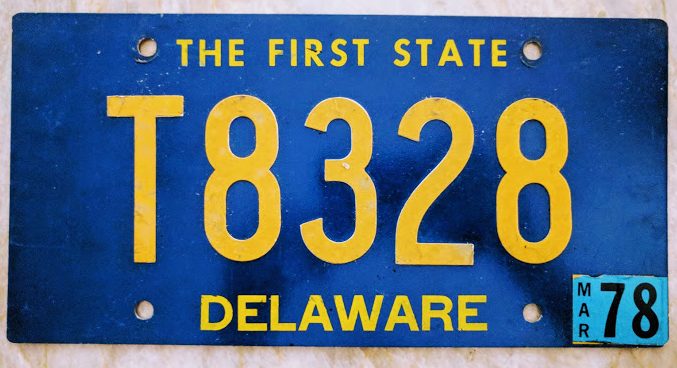 THE FIRST STATE
T8328
DELAWARE
MAR 78